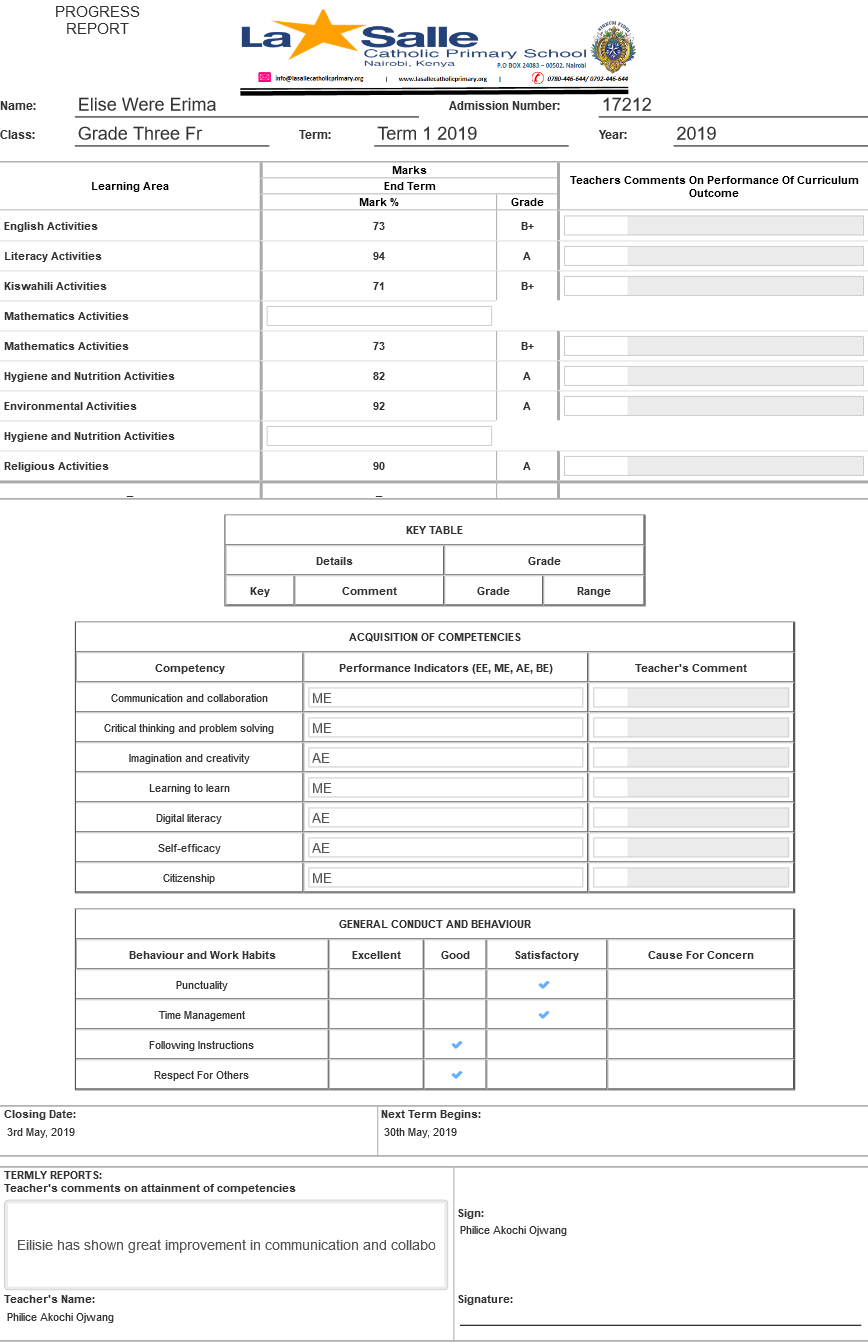 PROGRESS
REPORT
La Salle
Catholic Primary School
Nairobi, Kenya
P.O BOX 24083 – 00502, Nairobi
info@lasallecatholicprimary.org | www.lasallecatholicprimary.org | 0780-446-644/ 0792-446-644
Name: Elise Were Erima Admission Number: 17212
Class: Grade Three Fr Term: Term 1 2019 Year: 2019
Learning Area Marks Teachers Comments On Performance Of Curriculum Outcome
End Term
Mark % Grade
English Activities 73 B+
Literacy Activities 94 A
Kiswahili Activities 71 B+
Mathematics Activities
Mathematics Activities 73 B+
Hygiene and Nutrition Activities 82 A
Environmental Activities 92 A
Hygiene and Nutrition Activities
Religious Activities 90 A
– –
KEY TABLE
Details Grade
Key Comment Grade Range
ACQUISITION OF COMPETENCIES
Competency Performance Indicators (EE, ME, AE, BE) Teacher's Comment
Communication and collaboration ME
Critical thinking and problem solving ME
Imagination and creativity AE
Learning to learn ME
Digital literacy AE
Self-efficacy AE
Citizenship ME
GENERAL CONDUCT AND BEHAVIOUR
Behaviour and Work Habits Excellent Good Satisfactory Cause For Concern
Punctuality
Time Management
Following Instructions
Respect For Others
Closing Date: Next Term Begins:
3rd May, 2019 30th May, 2019
TERMLY REPORTS:
Teacher's comments on attainment of competencies
Sign:
Philice Akochi Ojwang
Eilisie has shown great improvement in communication and collabo
Teacher's Name: Signature:
Philice Akochi Ojwang